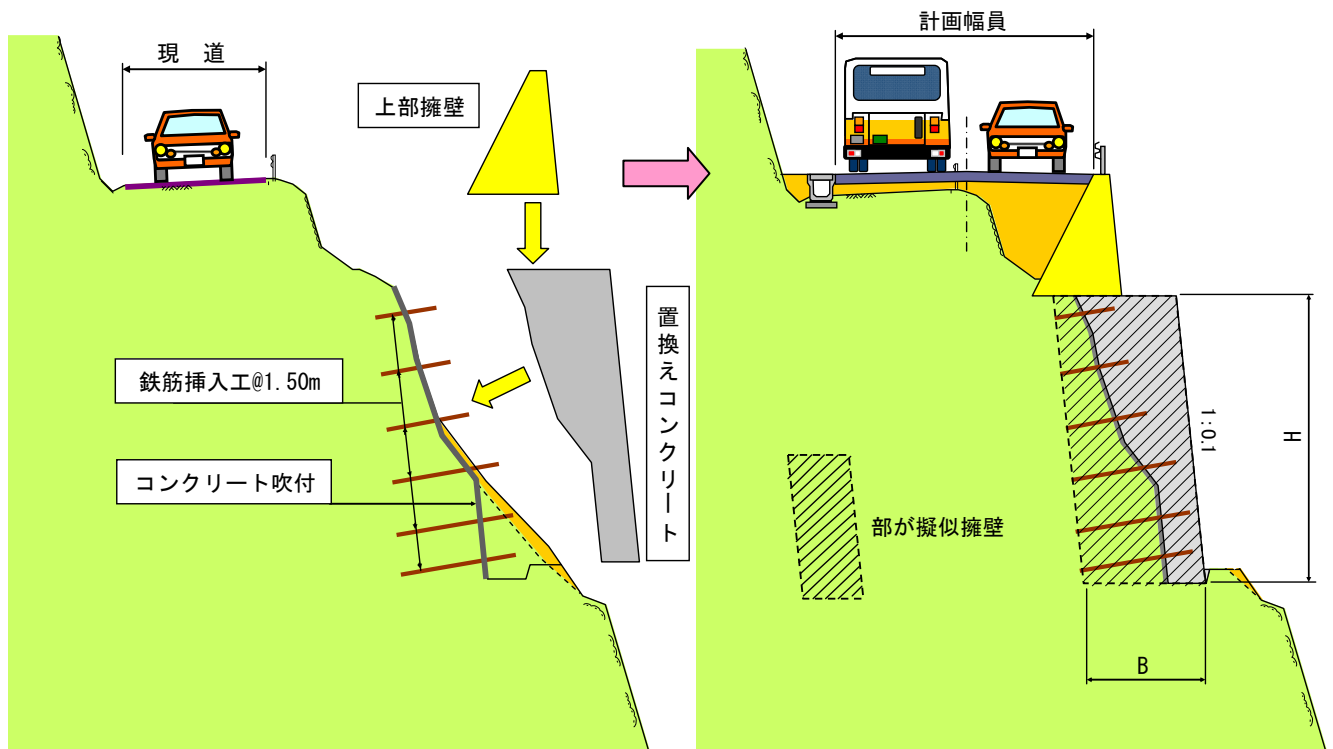 現 道
上部擁壁
置換えコンクリート
鉄筋挿入工@1.50m
コンクリート吹付
計画幅員
1:0.1
H
部が擬似擁壁
B